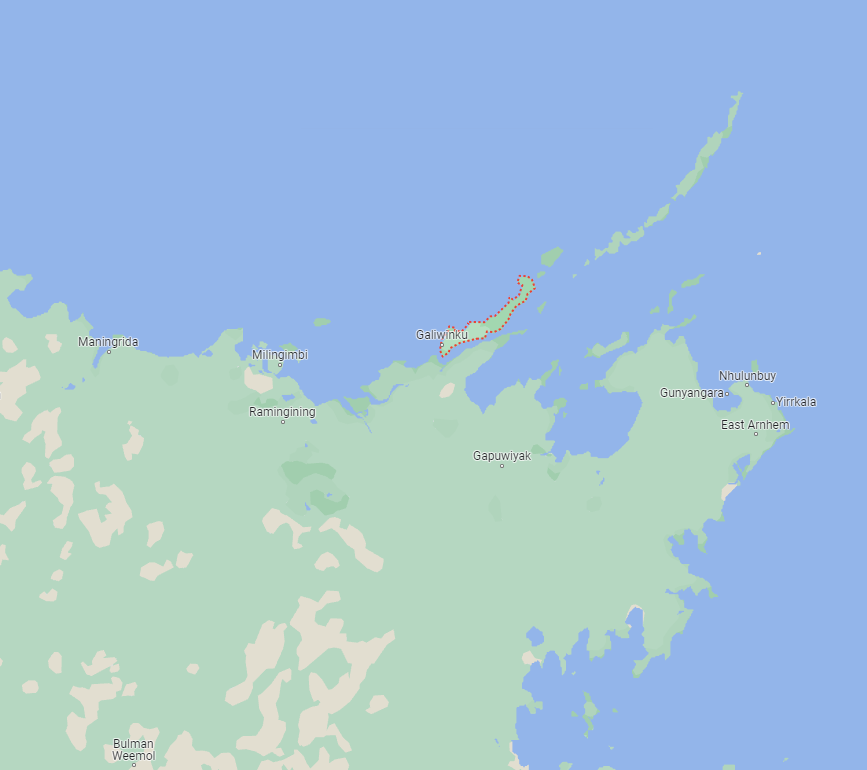 Galiwinku
Maningrida
Milingimbi
Nhulunbuy
Gunyangara
Yirrkala
Ramingining
East Arnhem
Gapuwiyak
Bulman
Weemol